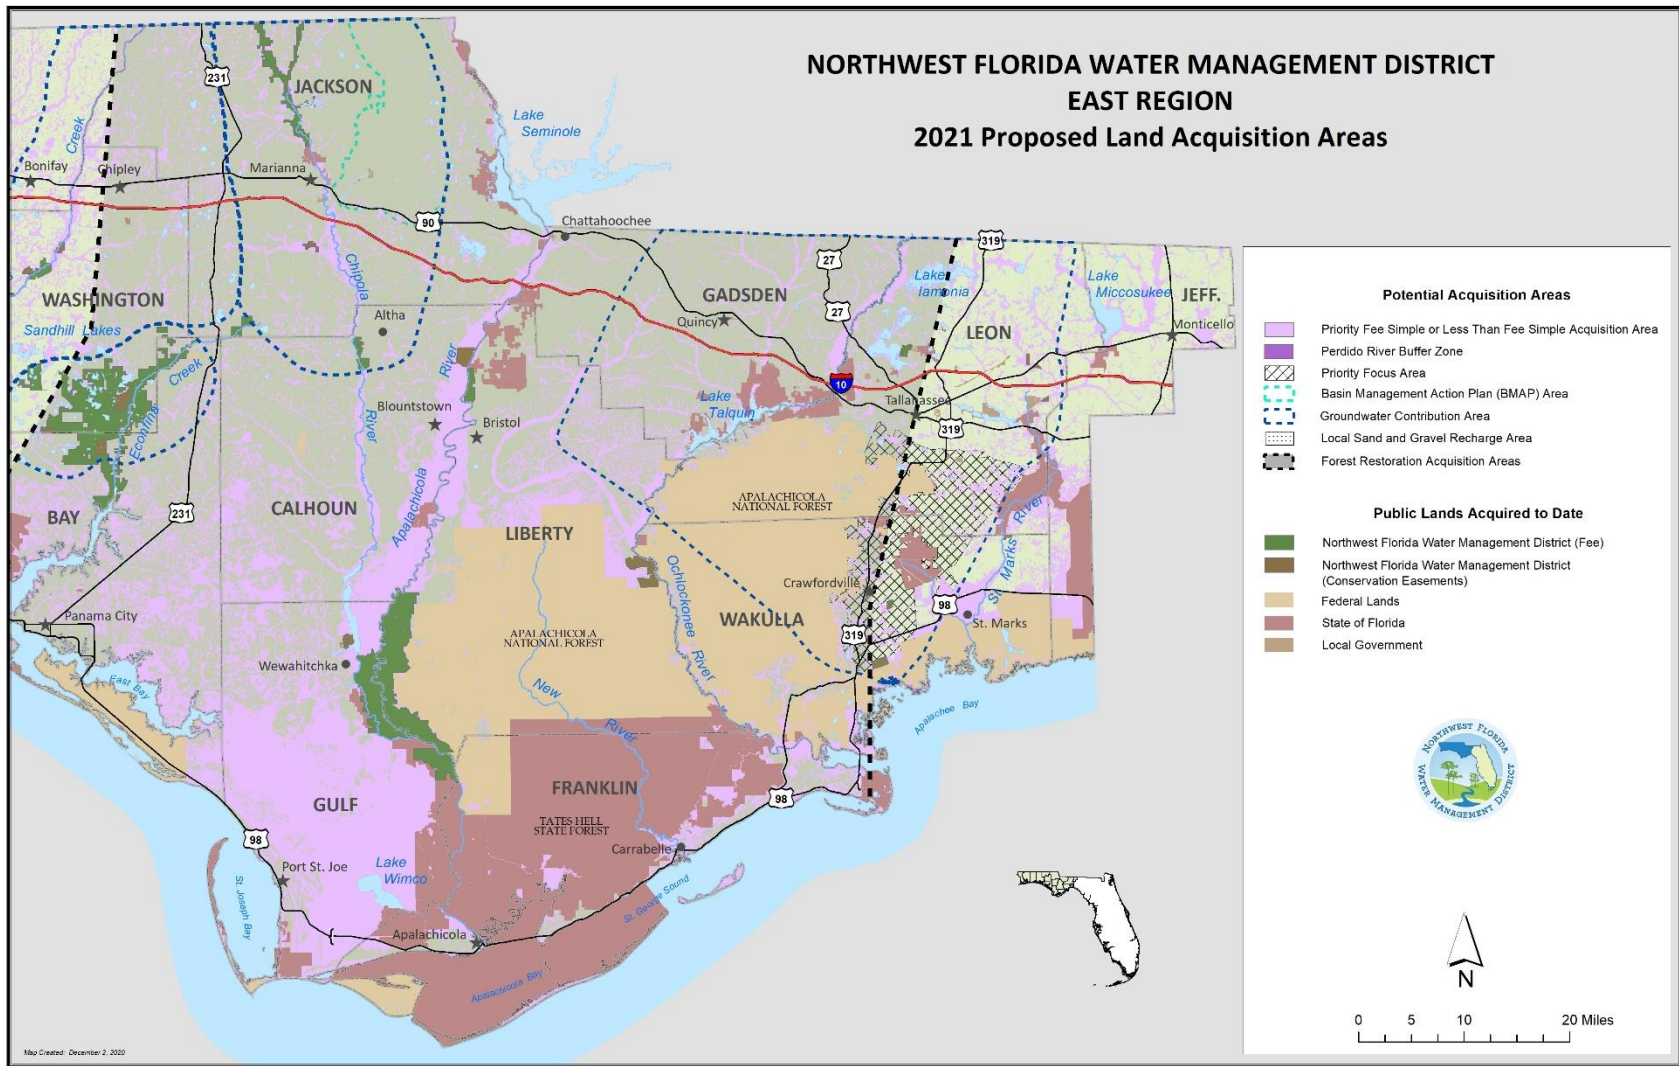 NORTHWEST FLORIDA WATER MANAGEMENT DISTRICT
EAST REGION
2021 Proposed Land Acquisition Areas
231
JACKSON
Creek
Lake
Seminole
Bonifay
Chipley
Marianna
90
Chattahoochee
319
27
Chipola
Lake
Iamonia
Lake
Miccosukee
JEFF.
WASHINGTON
GADSDEN
27
Sandhill Lakes
Altha
Quincy
LEON
Monticello
River
10
Creek
Econfina
River
Blountstown
Bristol
Lake
Talquin
Tallahassee
319
231
BAY
CALHOUN
Apalachicola
LIBERTY
APALACHICOLA
NATIONAL FOREST
River
St. Marks
Ochlockonee
River
Crawfordville
98
Panama City
WAKULLA
St. Marks
APALACHICOLA
NATIONAL FOREST
319
Wewahitchka
East Bay
New
River
Apalachee Bay
GULF
FRANKLIN
98
TATES HELL
STATE FOREST
98
Carrabelle
Port St. Joe
Lake
Wimco
St. Joseph Bay
St. George Sound
Apalachicola
Apalachicola Bay
Map Created: December 2, 2020
Potential Acquisition Areas
Priority Fee Simple or Less Than Fee Simple Acquisition Area
Perdido River Buffer Zone
Priority Focus Area
Basin Management Action Plan (BMAP) Area
Groundwater Contribution Area
Local Sand and Gravel Recharge Area
Forest Restoration Acquisition Areas
Public Lands Acquired to Date
Northwest Florida Water Management District (Fee)
Northwest Florida Water Management District
(Conservation Easements)
Federal Lands
State of Florida
Local Government
NORTHWEST FLORIDA
WATER MANAGEMENT DISTRICT
N
0 5 10 20 Miles